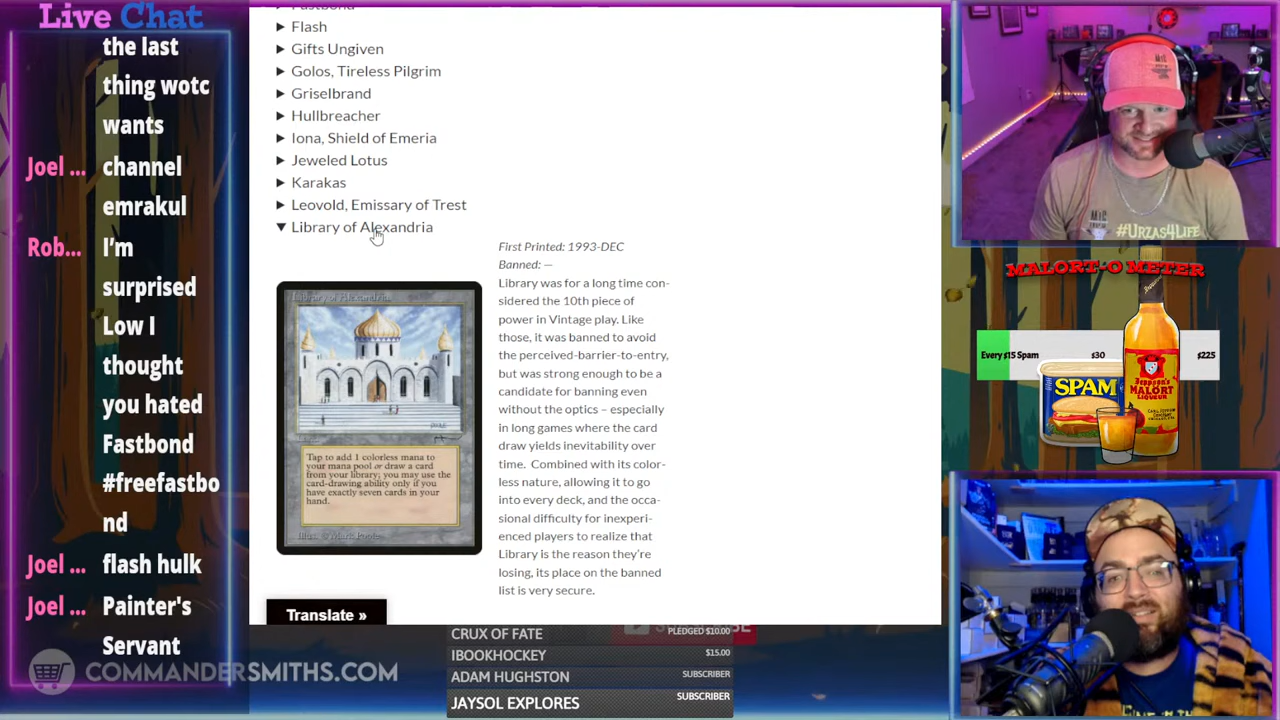 Live Chat
the last
thing wotc
wants
Joel ... channel
emrakul
Rob... I'm
surprised
Low I
thought
you hated
Fastbond
#freefastbo
nd
Joel ... flash hulk
Joel ... Painter's
Servant
COMMANDERSMITHS.COM
Fastbond
▶ Flash
▶ Gifts Ungiven
▶ Golos, Tireless Pilgrim
▶ Griselbrand
▶ Hullbreacher
▶ Iona, Shield of Emeria
▶ Jeweled Lotus
▶ Karakas
▶ Leovold, Emissary of Trest
▼ Library of Alexandria
Library of Alexandria
Tap to add 1 colorless mana to
your mana pool or draw a card
from your library; you may use the
card-drawing ability only if you
have exactly seven cards in your
hand.
Illus. © Mark Poole
First Printed: 1993-DEC
Banned: —
Library was for a long time con-
sidered the 10th piece of
power in Vintage play. Like
those, it was banned to avoid
the perceived-barrier-to-entry,
but was strong enough to be a
candidate for banning even
without the optics – especially
in long games where the card
draw yields inevitability over
time. Combined with its color-
less nature, allowing it to go
into every deck, and the occa-
sional difficulty for inexperi-
enced players to realize that
Library is the reason they're
losing, its place on the banned
list is very secure.
Translate »
CRUX OF FATE PLEDGED $10.00
IBOOKHOCKEY $15.00
ADAM HUGHSTON SUBSCRIBER
JAYSOL EXPLORES SUBSCRIBER
#URZAS4LIFE
MALORT-O METER
Every $15 Spam $30 $225
SPAM
Jeppson's
MALÖRT
LIQUEUR